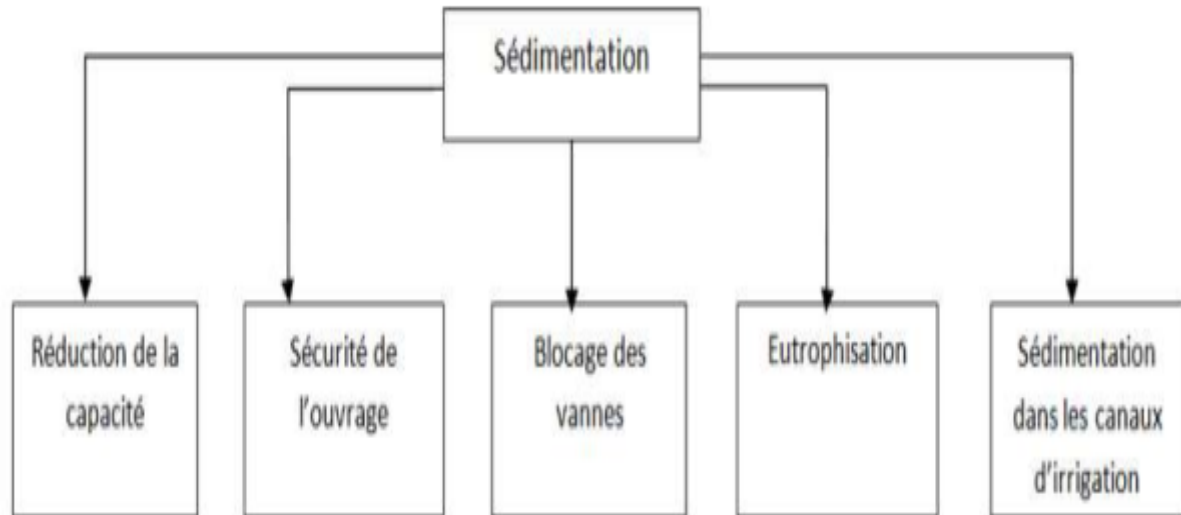 Sédimentation
Réduction de la
capacité
Sécurité de
l'ouvrage
Blocage des
vannes
Eutrophisation
Sédimentation
dans les canaux
d'irrigation